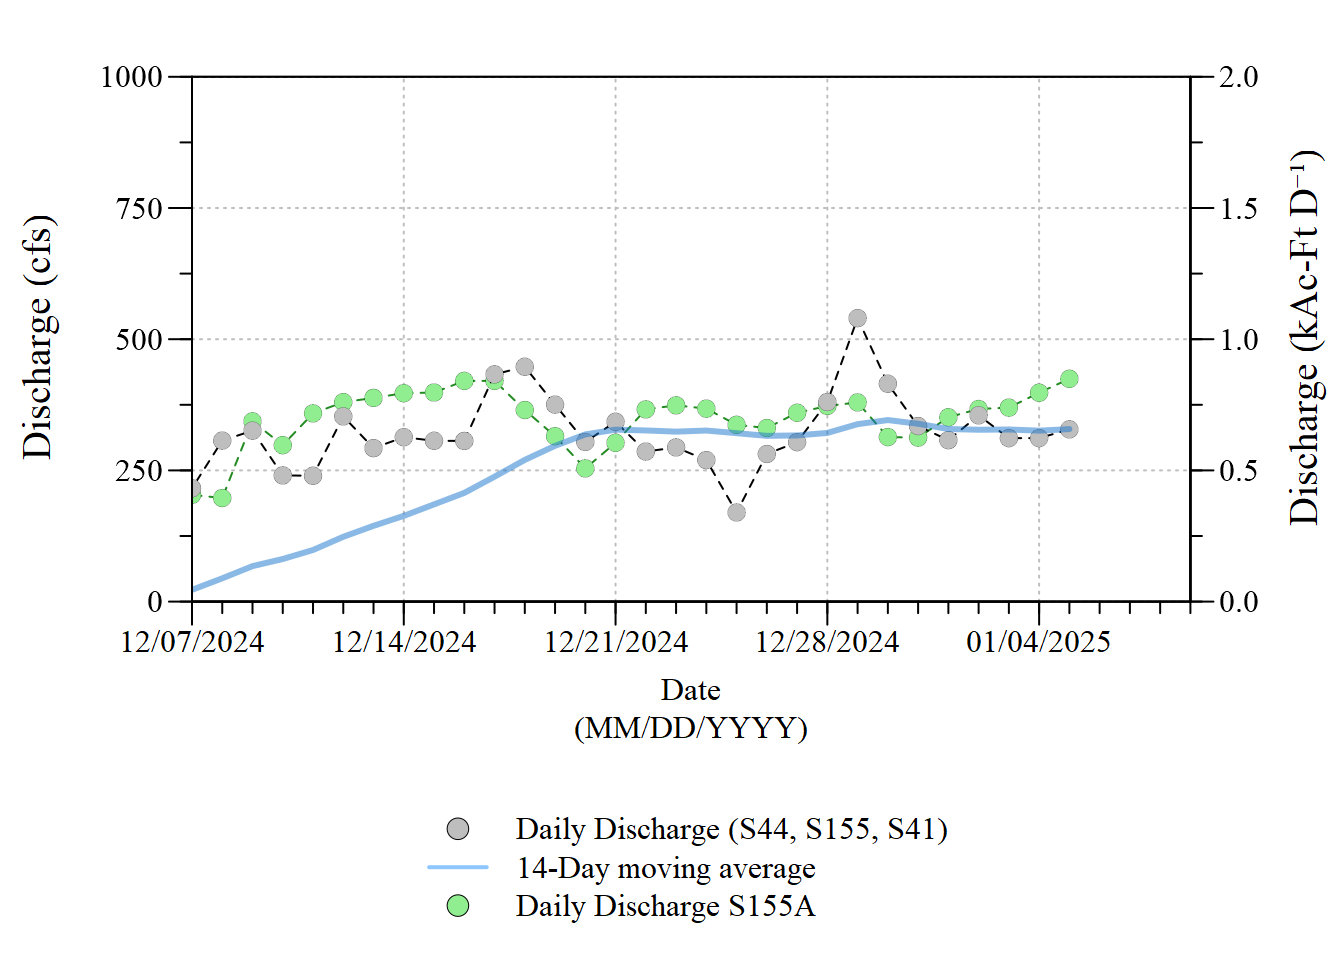 1000
750
500
250
0
Discharge (cfs)
2.0
1.5
1.0
0.5
0.0
Discharge (kAc-Ft D⁻¹)
12/07/2024
12/14/2024
12/21/2024
12/28/2024
01/04/2025
Date
(MM/DD/YYYY)
Daily Discharge (S44, S155, S41)
14-Day moving average
Daily Discharge S155A